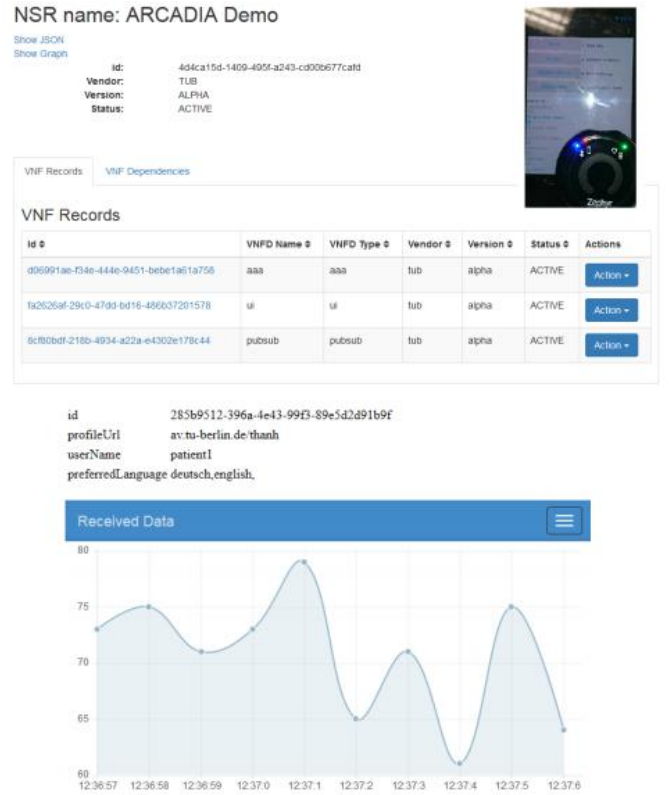 NSR name: ARCADIA Demo
Show JSON
Show Graph
id: 4d4ca15d-1409-495f-a243-cd00b677cafd
Vendor: TUB
Version: ALPHA
Status: ACTIVE
Zephyr
VNF Records VNF Dependencies
VNF Records
Id VNFD Name VNFD Type Vendor Version Status Actions
d06991ae-f34e-444e-9451-bebe1a61a756 aaa aaa tub alpha ACTIVE Action
fa2626af-29c0-47dd-bd16-486b37201578 ui ui tub alpha ACTIVE Action
8cf80bdf-218b-4934-a22a-e4302e178c44 pubsub pubsub tub alpha ACTIVE Action
id 285b9512-396a-4e43-99f3-89e5d2d91b9f
profileUrl av.tu-berlin.de/thanh
userName patient1
preferredLanguage deutsch,english,
Received Data
80
75
70
65
60
12:36:57 12:36:58 12:36:59 12:37:0 12:37:1 12:37:2 12:37:3 12:37:4 12:37:5 12:37:6